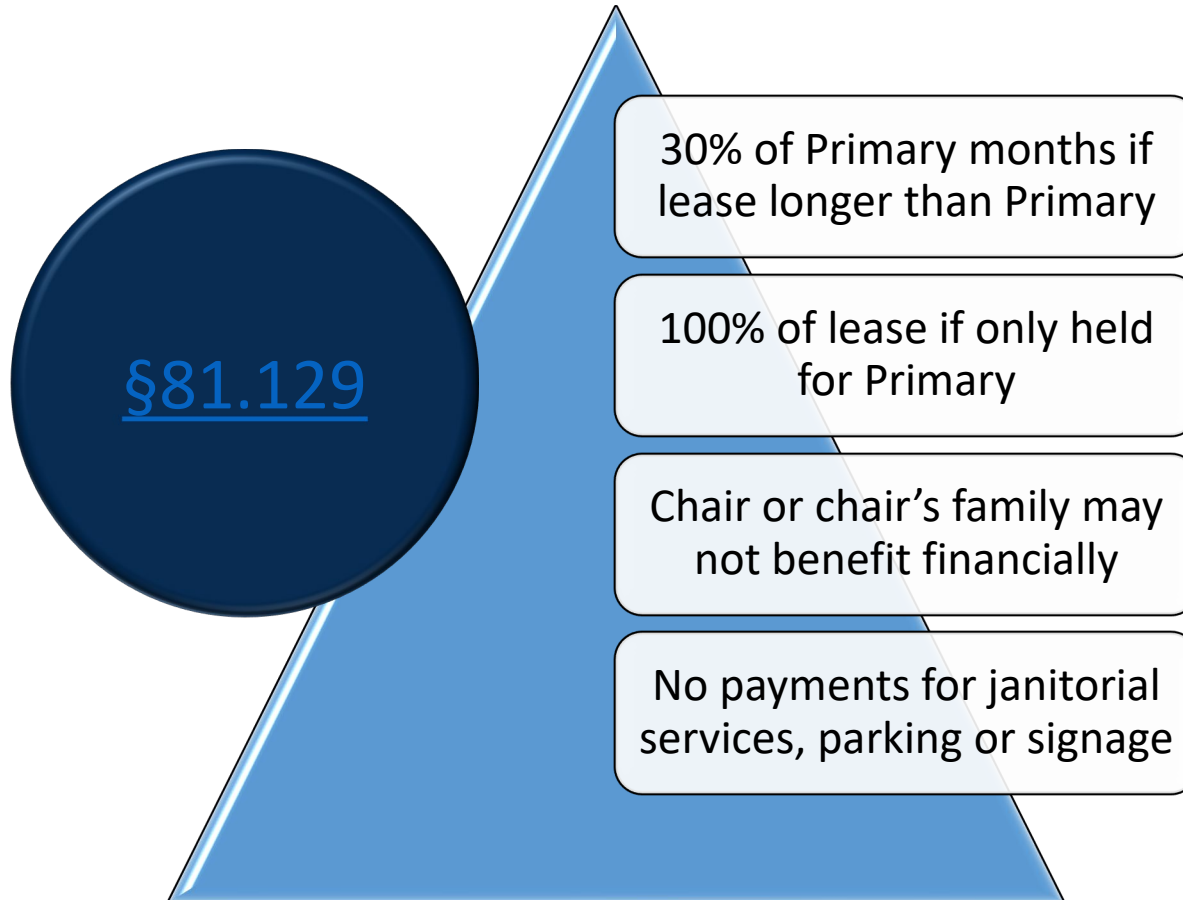 §81.129
30% of Primary months if
lease longer than Primary
100% of lease if only held
for Primary
Chair or chair’s family may
not benefit financially
No payments for janitorial
services, parking or signage